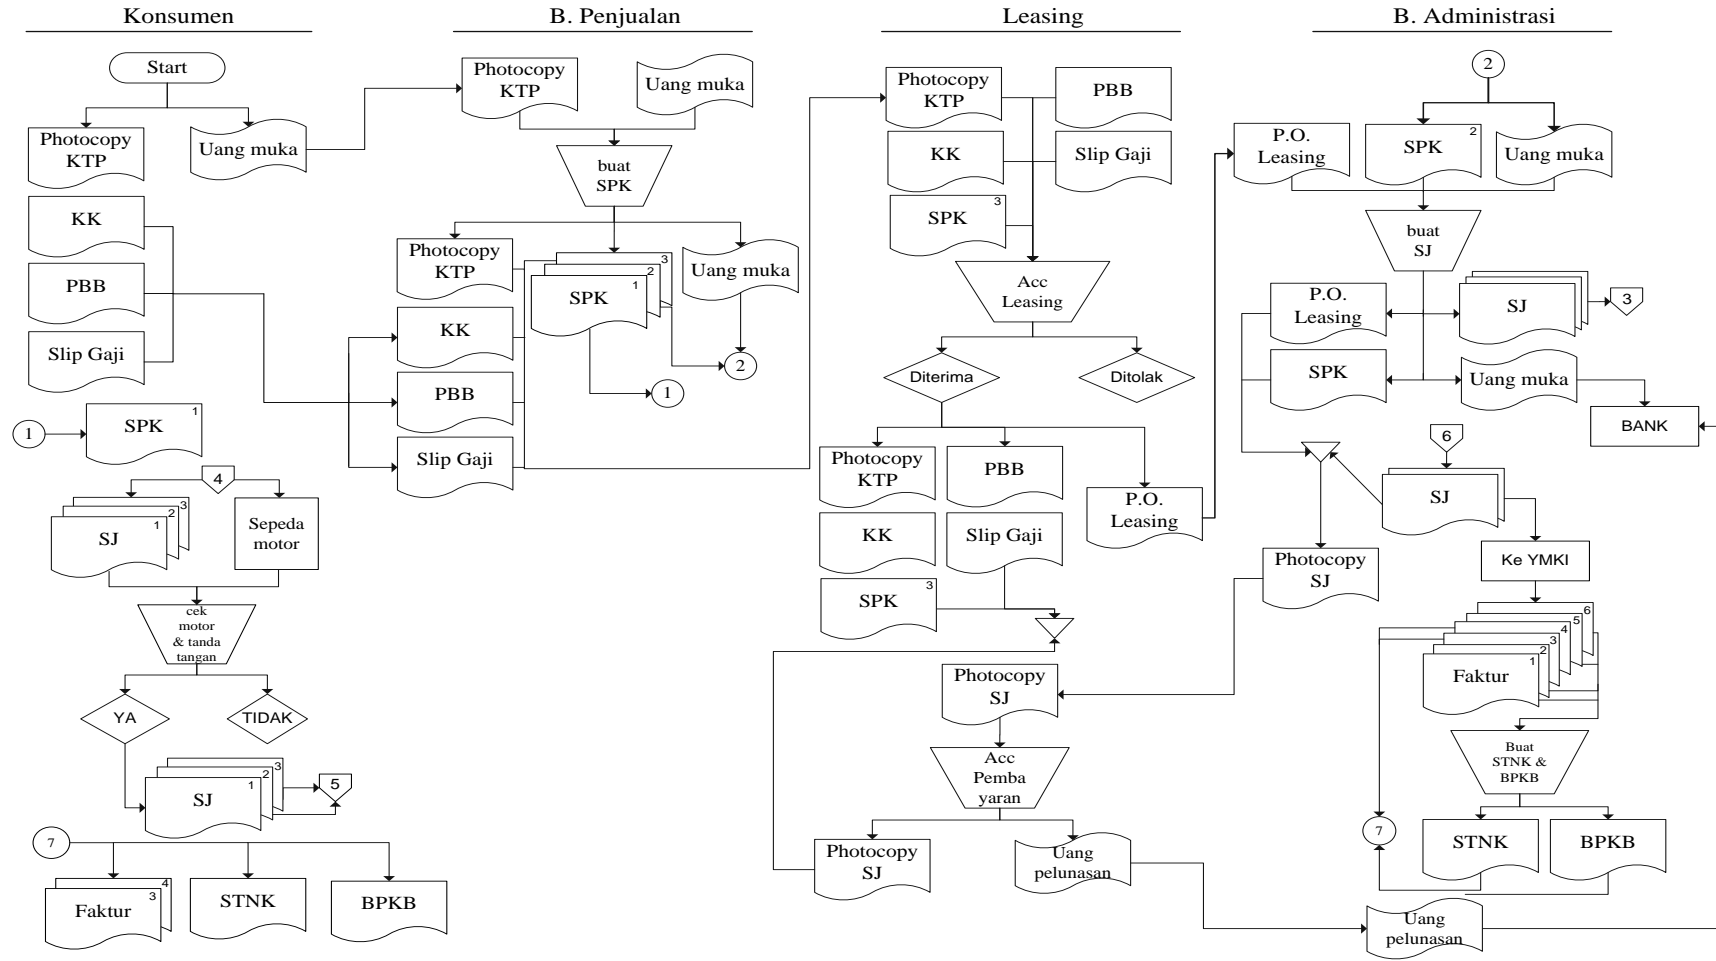 Konsumen
B. Penjualan
Leasing
B. Administrasi
Start
Photocopy
KTP
Uang muka
KK
PBB
Slip Gaji
1
SPK
1
4
SJ
1
2
3
Sepeda
motor
cek
motor
& tanda
tangan
YA
TIDAK
SJ
1
2
3
5
7
Faktur
3
4
STNK
BPKB
Photocopy
KTP
Uang muka
buat
SPK
Photocopy
KTP
SPK
1
2
3
Uang muka
KK
PBB
Slip Gaji
2
1
Photocopy
KTP
PBB
KK
Slip Gaji
SPK
3
Acc
Leasing
Diterima
Ditolak
Photocopy
KTP
PBB
P.O.
Leasing
KK
Slip Gaji
SPK
3
Photocopy
SJ
Acc
Pemba
yaran
Photocopy
SJ
Uang
pelunasan
2
P.O.
Leasing
SPK
2
Uang muka
buat
SJ
P.O.
Leasing
SJ
3
SPK
Uang muka
BANK
6
SJ
Photocopy
SJ
Ke YMKI
Faktur
1
2
3
4
5
6
Buat
STNK &
BPKB
7
STNK
BPKB
Uang
pelunasan